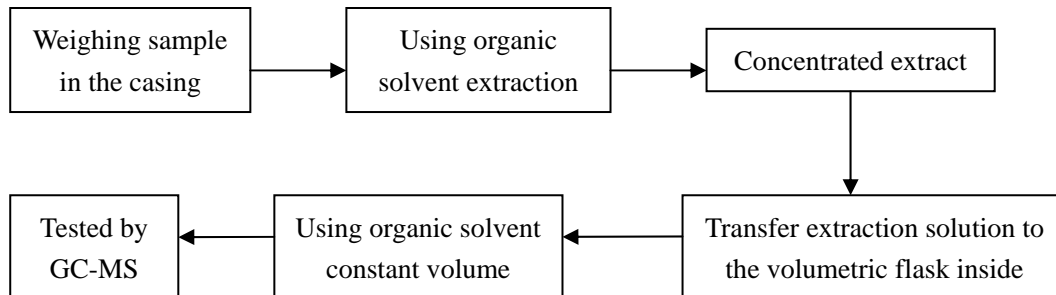 Weighing sample
in the casing
Using organic
solvent extraction
Concentrated extract
Transfer extraction solution to
the volumetric flask inside
Using organic solvent
constant volume
Tested by
GC-MS